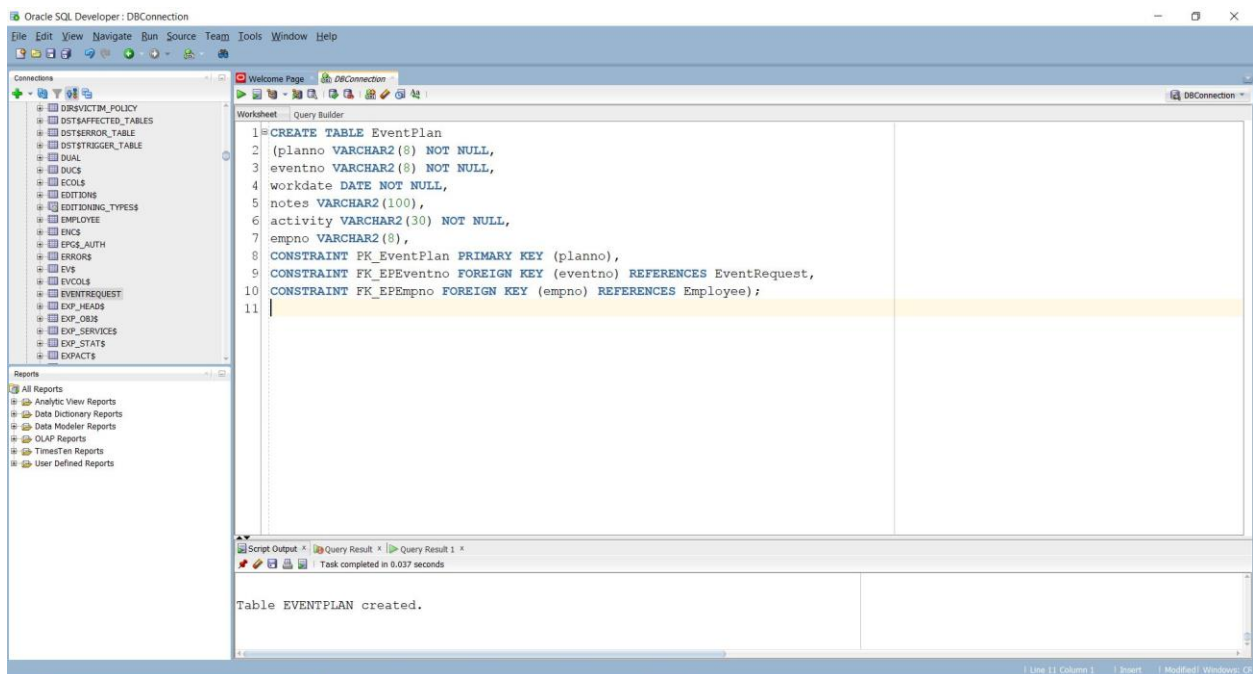 Oracle SQL Developer : DBConnection
File Edit View Navigate Run Source Team Tools Window Help
Connections
DIR$VICTIM_POLICY
DST$AFFECTED_TABLES
DST$ERROR_TABLE
DST$TRIGGER_TABLE
DUAL
DUC$
ECOL$
EDITION$
EDITIONING_TYPES$
EMPLOYEE
ENC$
EPG$_AUTH
ERROR$
EV$
EVCOL$
EVENTREQUEST
EXP_HEAD$
EXP_OBJ$
EXP_SERVICE$
EXP_STAT$
EXPACT$
Reports
All Reports
Analytic View Reports
Data Dictionary Reports
Data Modeler Reports
OLAP Reports
TimesTen Reports
User Defined Reports
Welcome Page DBConnection
DBConnection
Worksheet Query Builder
1 CREATE TABLE EventPlan
2 (planno VARCHAR2(8) NOT NULL,
3 eventno VARCHAR2(8) NOT NULL,
4 workdate DATE NOT NULL,
5 notes VARCHAR2(100),
6 activity VARCHAR2(30) NOT NULL,
7 empno VARCHAR2(8),
8 CONSTRAINT PK_EventPlan PRIMARY KEY (planno),
9 CONSTRAINT FK_EPEventno FOREIGN KEY (eventno) REFERENCES EventRequest,
10 CONSTRAINT FK_EPEmpno FOREIGN KEY (empno) REFERENCES Employee);
11
Script Output x Query Result x Query Result 1 x
Task completed in 0.037 seconds
Table EVENTPLAN created.
Line 11 Column 1 Insert Modified Windows: CR